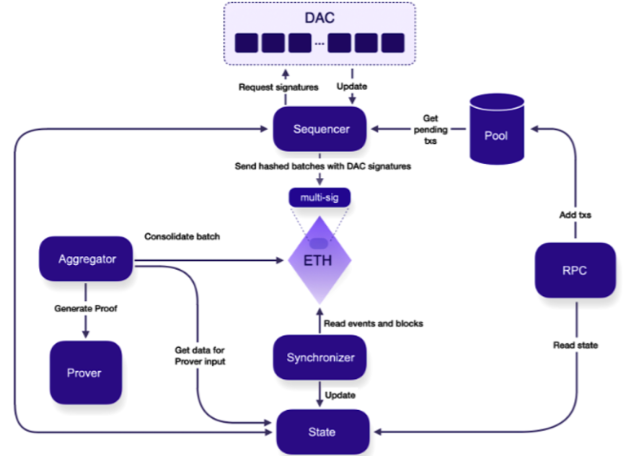 DAC
...
Request signatures
Update
Sequencer
Get
pending
txs
Pool
Send hashed batches with DAC signatures
multi-sig
Add txs
Consolidate batch
Aggregator
ETH
RPC
Generate Proof
Read events and blocks
Get data for
Prover input
Read state
Prover
Synchronizer
Update
State